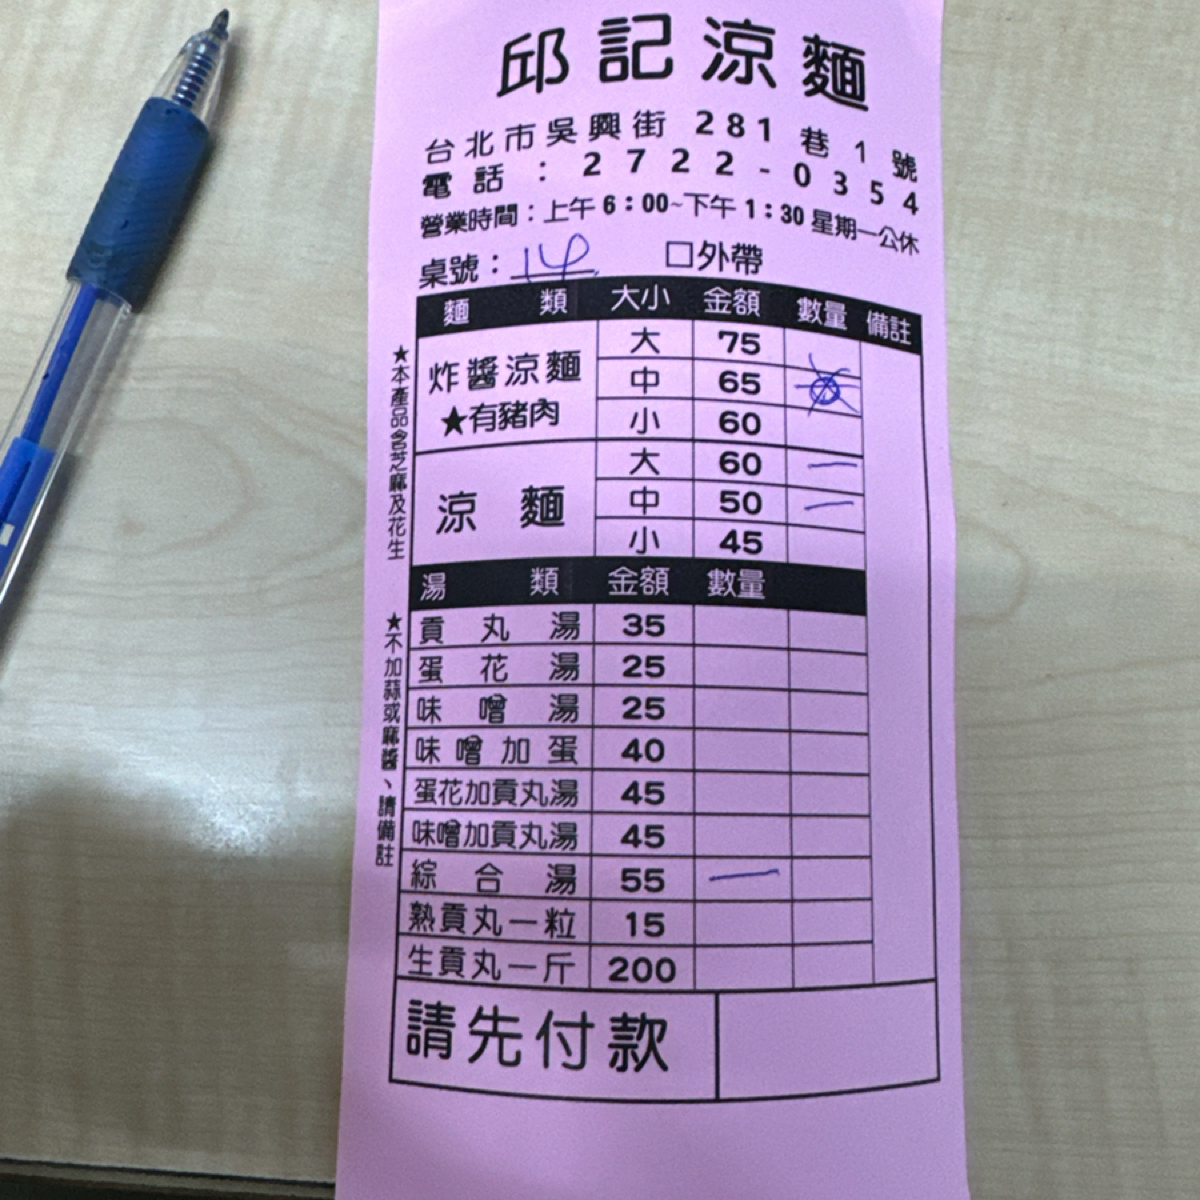 邱記涼麵
台北市吳興街 281 巷 1 號
電話：2722-0354
營業時間：上午 6：00~下午 1：30 星期一公休
桌號：14 □外帶
麵類 大小 金額 數量 備註
炸醬涼麵 ★有豬肉
大 75
中 65
小 60
涼麵
大 60 一
中 50 一
小 45
湯類 金額 數量
貢丸湯 35
蛋花湯 25
味噌湯 25
味噌加蛋 40
蛋花加貢丸湯 45
味噌加貢丸湯 45
綜合湯 55 一
熟貢丸一粒 15
生貢丸一斤 200
請先付款
★本產品含芝麻及花生
★不加蒜或麻醬、請備註